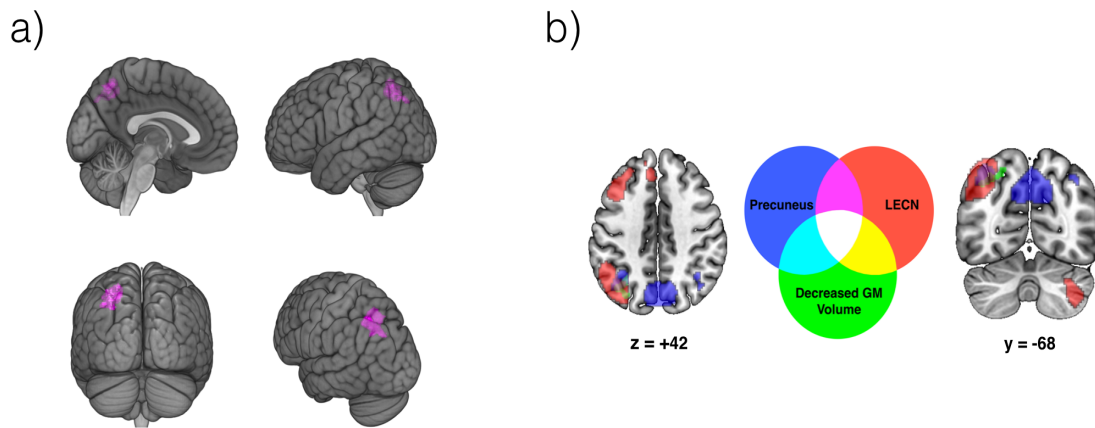 a)
b)
Precuneus
LECN
Decreased GM
Volume
z = +42
y = -68